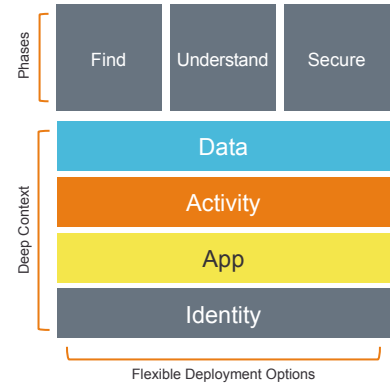 Phases
Find
Understand
Secure
Deep Context
Data
Activity
App
Identity
Flexible Deployment Options